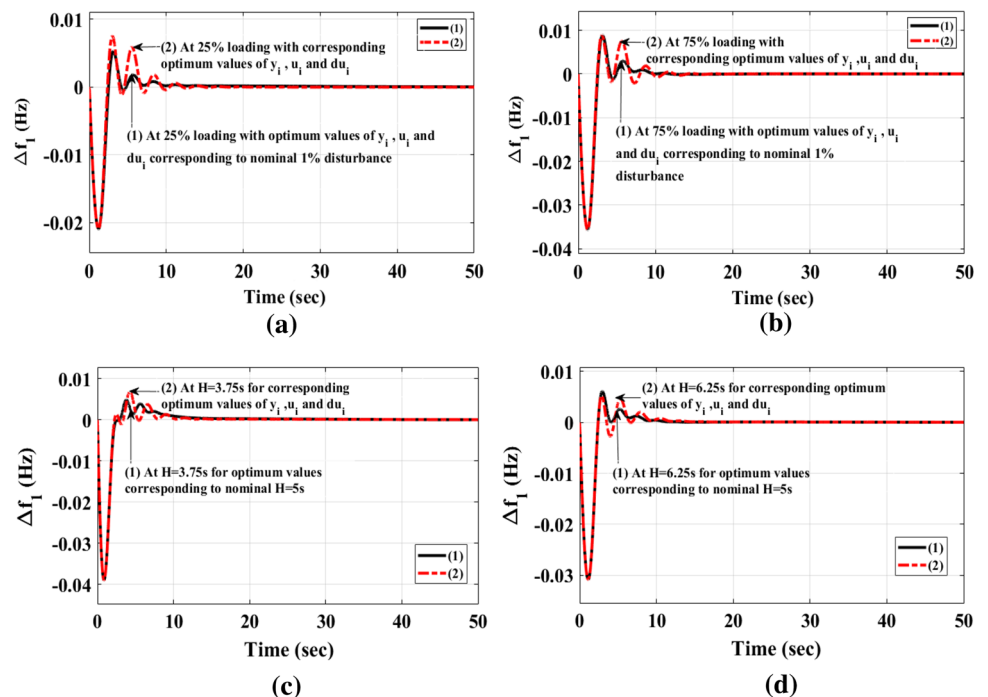 0.01
0
-0.01
-0.02
Δf1 (Hz)
(1)
(2)
(2) At 25% loading with corresponding
optimum values of yi , ui and dui
(1) At 25% loading with optimum values of yi, ui and
dui corresponding to nominal 1% disturbance
0 10 20 30 40 50
Time (sec)
(a)
0.01
0
-0.01
-0.02
-0.03
-0.04
Δf1 (Hz)
(1)
(2)
(2) At 75% loading with
corresponding optimum values of yi ,ui and dui
(1) At 75% loading with optimum values of yi, ui
and dui corresponding to nominal 1%
disturbance
0 10 20 30 40 50
Time (sec)
(b)
0.01
0
-0.01
-0.02
-0.03
-0.04
Δf1 (Hz)
(2) At H=3.75s for corresponding
optimum values of yi,ui and dui
(1) At H=3.75s for optimum values
corresponding to nominal H=5s
(1)
(2)
0 10 20 30 40 50
Time (sec)
(c)
0.01
0
-0.01
-0.02
-0.03
Δf1 (Hz)
(2) At H=6.25s for corresponding optimum
values of yi,ui and dui
(1) At H=6.25s for optimum values
corresponding to nominal H=5s
(1)
(2)
0 10 20 30 40 50
Time (sec)
(d)